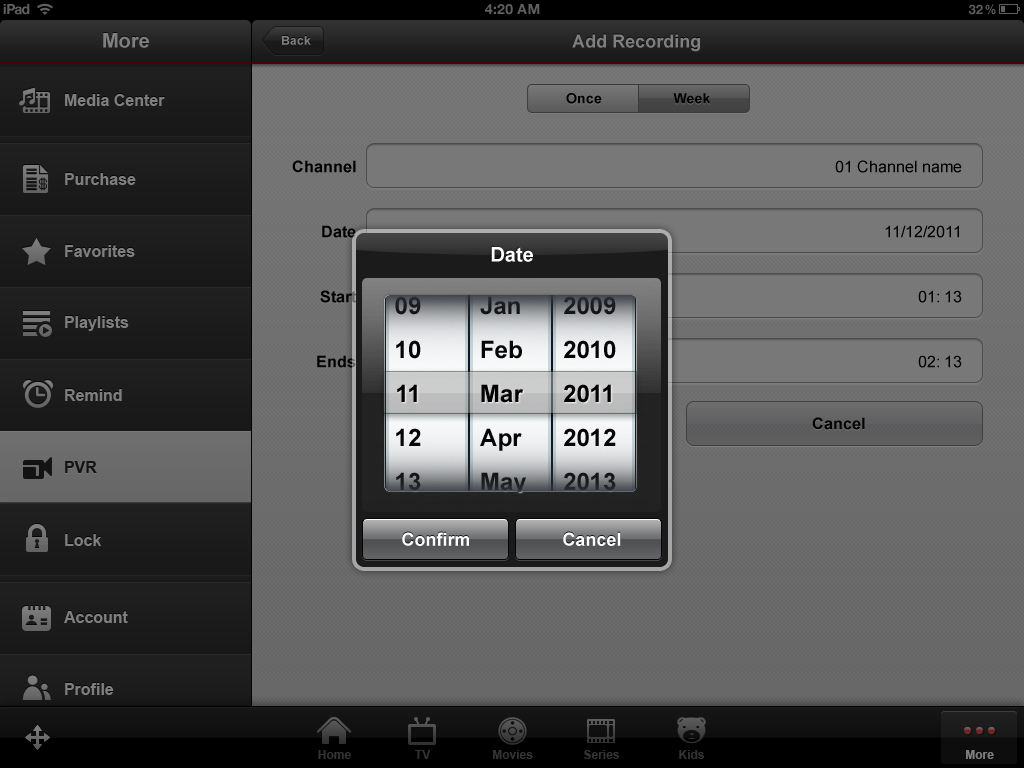 iPad 4:20 AM 32%
More
Back
Add Recording
Media Center
Purchase
Favorites
Playlists
Remind
PVR
Lock
Account
Profile
Once Week
Channel 01 Channel name
Date 11/12/2011
Start 01: 13
Ends 02: 13
Cancel
Date
09 Jan 2009
10 Feb 2010
11 Mar 2011
12 Apr 2012
13 May 2013
Confirm Cancel
Home TV Movies Series Kids More